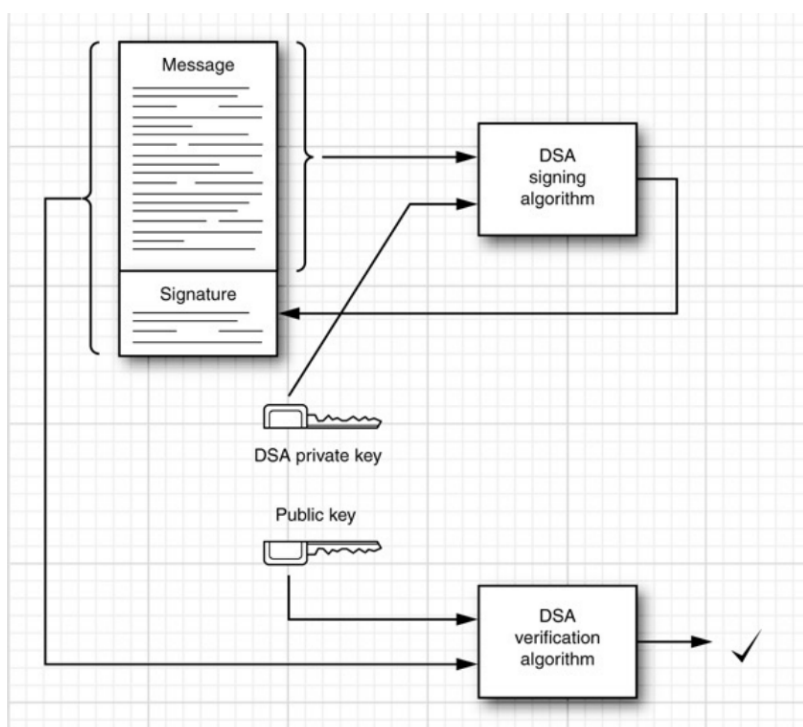 Message
DSA
signing
algorithm
Signature
DSA private key
Public key
DSA
verification
algorithm